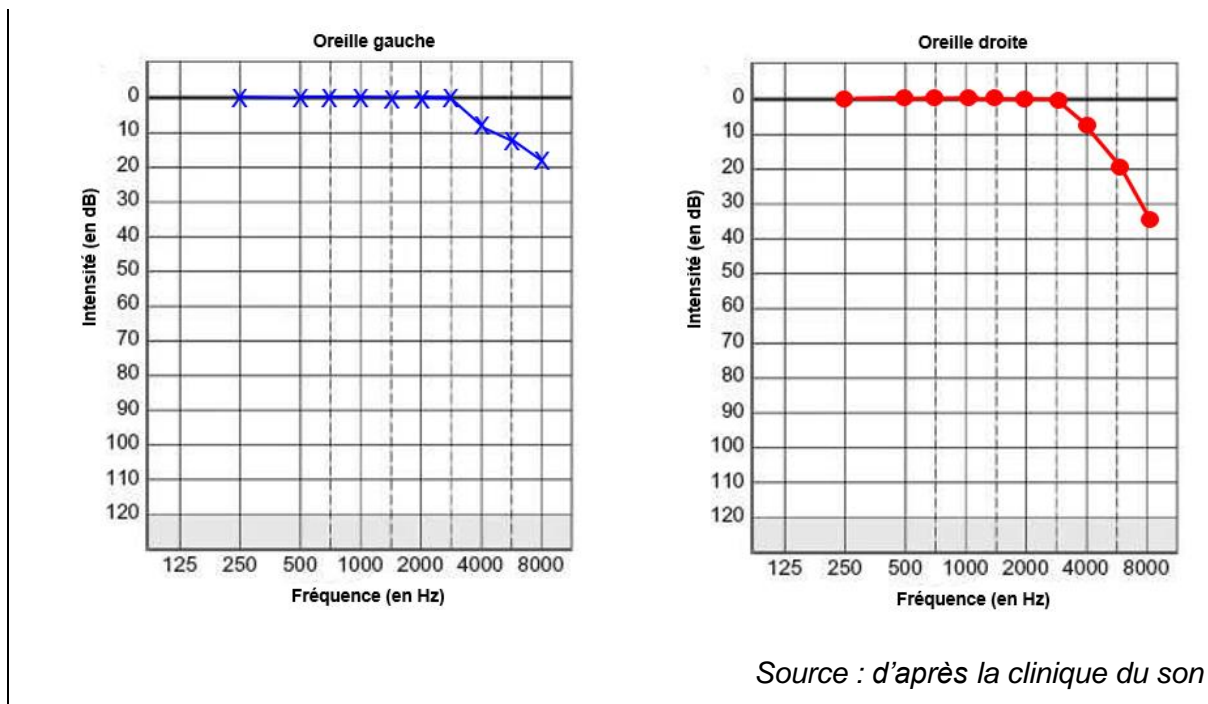 Oreille gauche
0
10
20
30
40
50
60
70
80
90
100
110
120
Intensité (en dB)
125 250 500 1000 2000 4000 8000
Fréquence (en Hz)
Oreille droite
0
10
20
30
40
50
60
70
80
90
100
110
120
Intensité (en dB)
125 250 500 1000 2000 4000 8000
Fréquence (en Hz)
Source : d’après la clinique du son